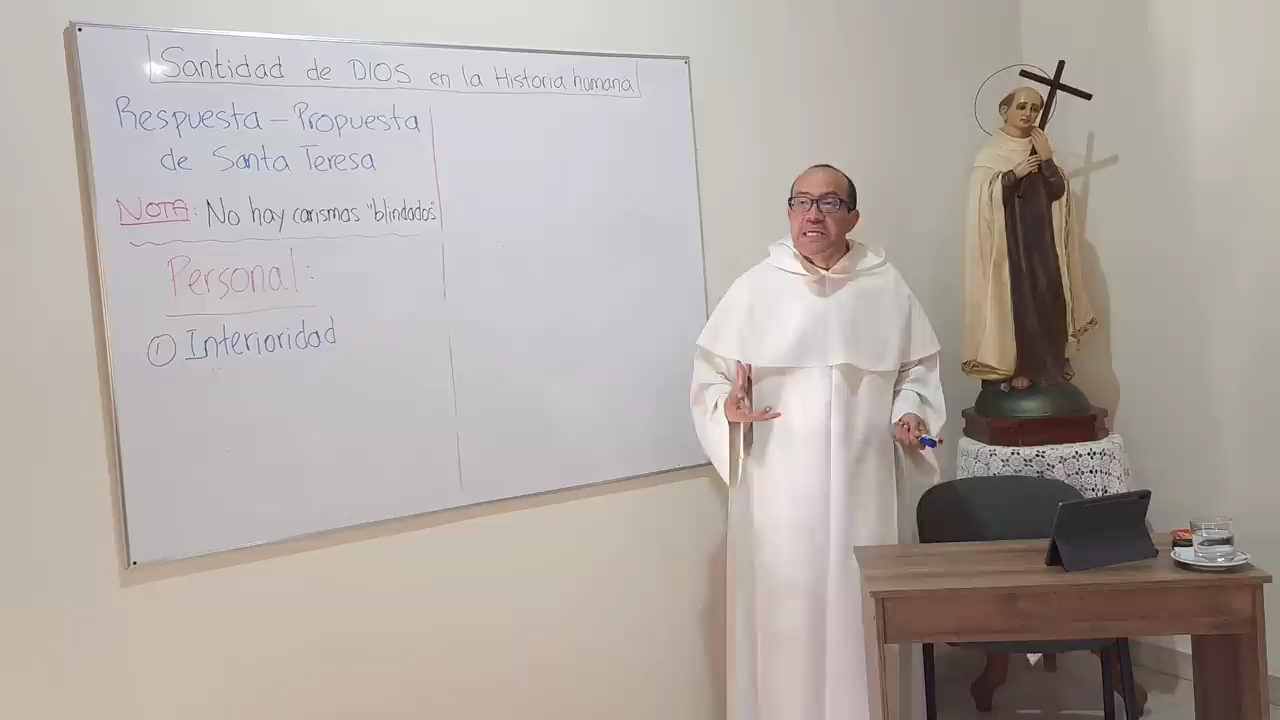 Santidad de DIOS en la Historia humana
Respuesta - Propuesta
de Santa Teresa
NOTA: No hay carismas "blindados"
Personal:
① Interioridad